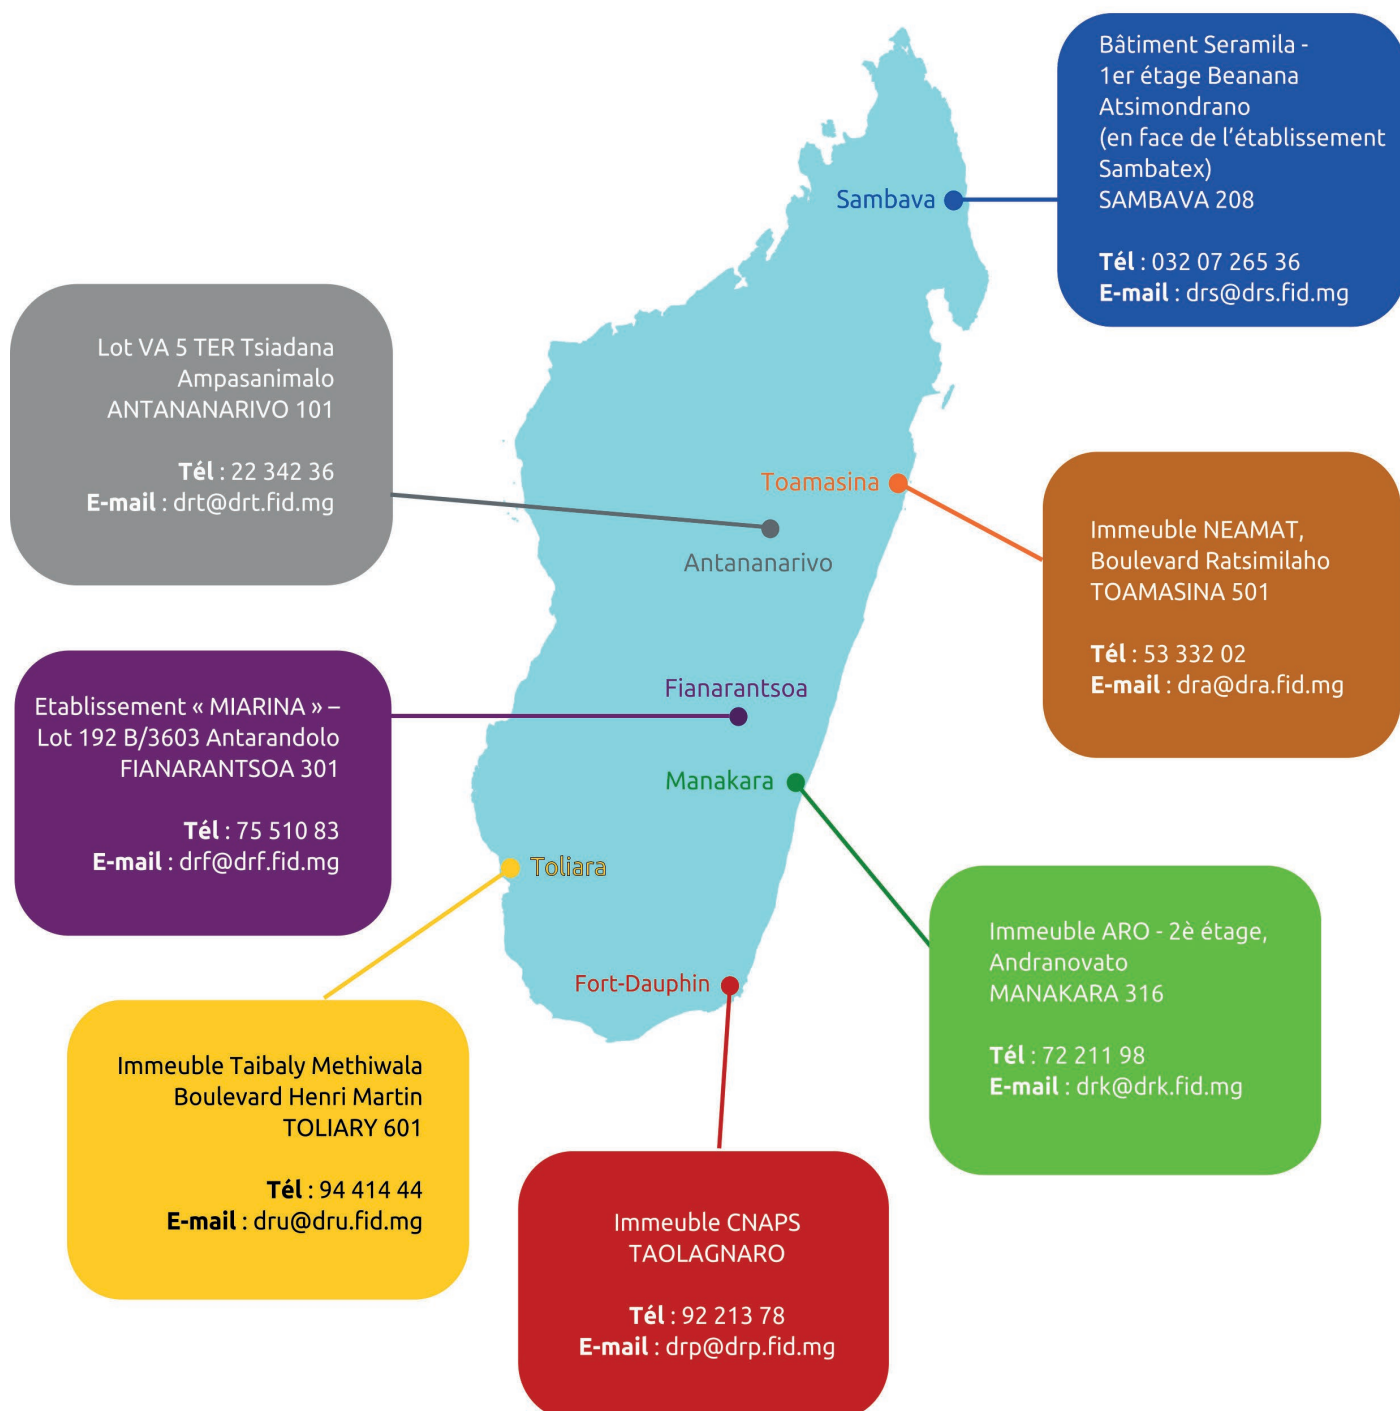 Bâtiment Seramila -
1er étage Beanana
Atsimondrano
(en face de l'établissement
Sambatex)
SAMBAVA 208
Tél : 032 07 265 36
E-mail : drs@drs.fid.mg
Sambava
Lot VA 5 TER Tsiadana
Ampasanimalo
ANTANANARIVO 101
Tél : 22 342 36
E-mail : drt@drt.fid.mg
Toamasina
Antananarivo
Immeuble NEAMAT,
Boulevard Ratsimilaho
TOAMASINA 501
Tél : 53 332 02
E-mail : dra@dra.fid.mg
Etablissement « MIARINA » –
Lot 192 B/3603 Antarandolo
FIANARANTSOA 301
Tél : 75 510 83
E-mail : drf@drf.fid.mg
Fianarantsoa
Manakara
Toliara
Fort-Dauphin
Immeuble ARO - 2è étage,
Andranovato
MANAKARA 316
Tél : 72 211 98
E-mail : drk@drk.fid.mg
Immeuble Taibaly Methiwala
Boulevard Henri Martin
TOLIARY 601
Tél : 94 414 44
E-mail : dru@dru.fid.mg
Immeuble CNAPS
TAOLAGNARO
Tél : 92 213 78
E-mail : drp@drp.fid.mg